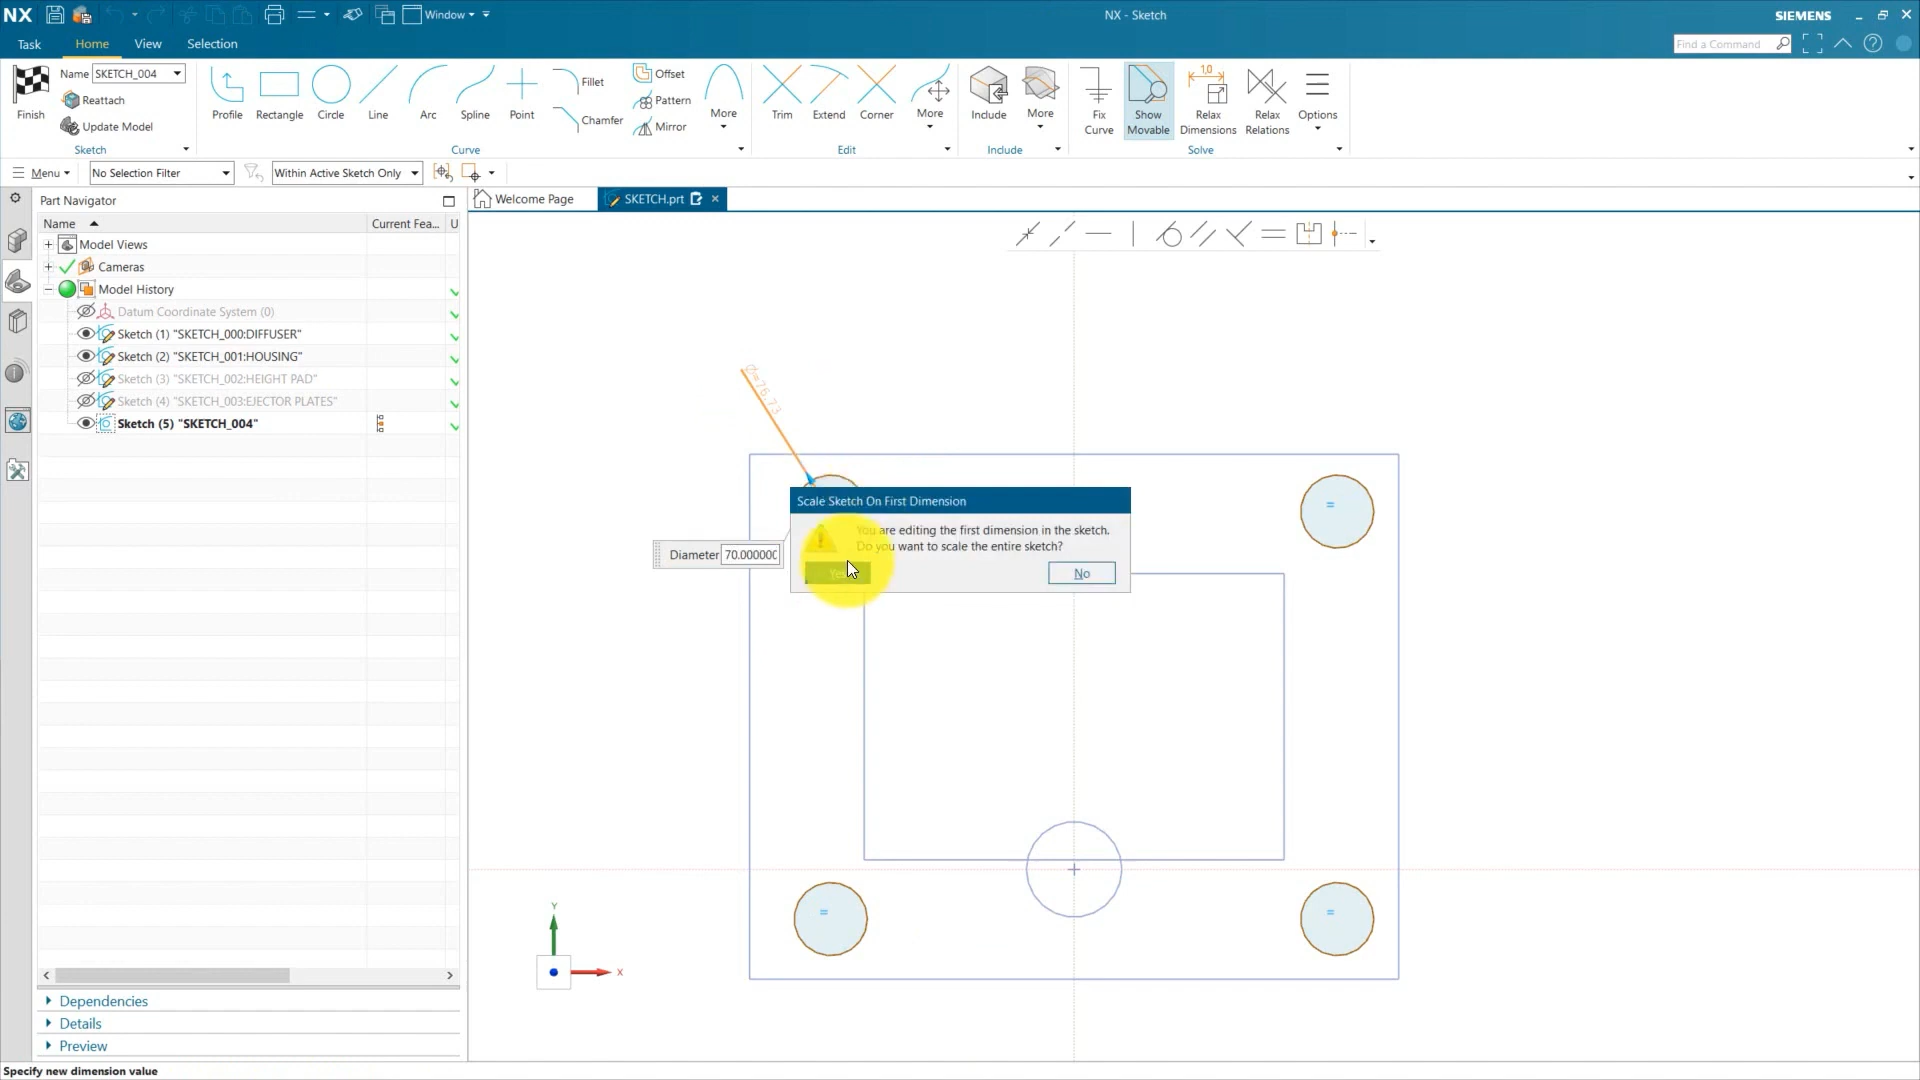 NX
Window
NX - Sketch
SIEMENS
Task
Home
View
Selection
Find a Command
Finish
Name
SKETCH_004
Reattach
Update Model
Sketch
Profile
Rectangle
Circle
Line
Arc
Spline
Point
Fillet
Chamfer
Offset
Pattern
Mirror
More
Curve
Trim
Extend
Corner
More
Edit
Include
More
Include
Fix
Curve
Show
Movable
1,0
Relax
Dimensions
Relax
Relations
Options
Solve
Menu
No Selection Filter
Within Active Sketch Only
Part Navigator
Welcome Page
SKETCH.prt
Name
Current Fea...
U
Model Views
Cameras
Model History
Datum Coordinate System (0)
Sketch (1) "SKETCH_000:DIFFUSER"
Sketch (2) "SKETCH_001:HOUSING"
Sketch (3) "SKETCH_002:HEIGHT PAD"
Sketch (4) "SKETCH_003:EJECTOR PLATES"
Sketch (5) "SKETCH_004"
Ø=76.73
Scale Sketch On First Dimension
You are editing the first dimension in the sketch.
Do you want to scale the entire sketch?
Yes
No
Diameter
70.000000
Y
X
Dependencies
Details
Preview
Specify new dimension value